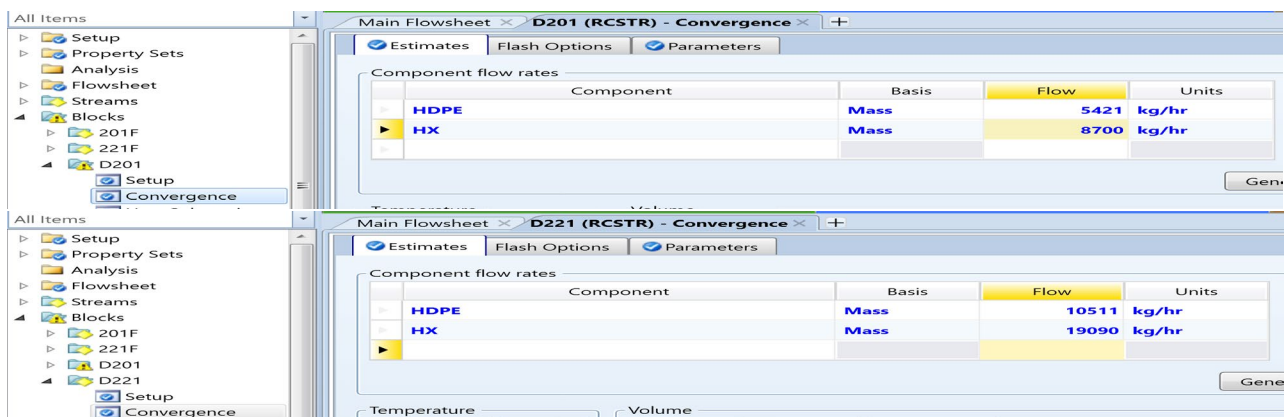 All Items
Main Flowsheet × D201 (RCSTR) - Convergence × +
Setup
Property Sets
Analysis
Flowsheet
Streams
Blocks
201F
221F
D201
Setup
Convergence
Estimates Flash Options Parameters
Component flow rates
Component Basis Flow Units
HDPE Mass 5421 kg/hr
HX Mass 8700 kg/hr
All Items
Main Flowsheet × D221 (RCSTR) - Convergence × +
Setup
Property Sets
Analysis
Flowsheet
Streams
Blocks
201F
221F
D201
D221
Setup
Convergence
Estimates Flash Options Parameters
Component flow rates
Component Basis Flow Units
HDPE Mass 10511 kg/hr
HX Mass 19090 kg/hr
Gene
Temperature Volume